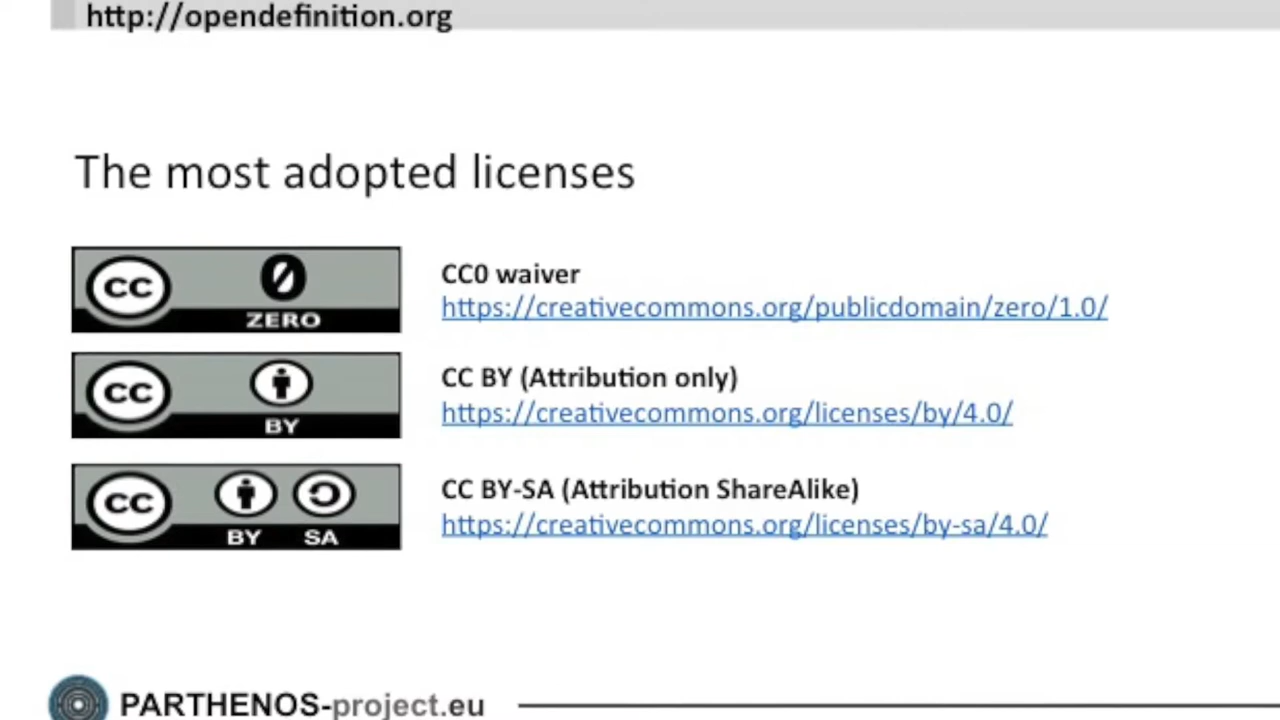 http://opendefinition.org
The most adopted licenses
CC 0 ZERO
CC0 waiver
https://creativecommons.org/publicdomain/zero/1.0/
CC BY
CC BY (Attribution only)
https://creativecommons.org/licenses/by/4.0/
CC BY SA
CC BY-SA (Attribution ShareAlike)
https://creativecommons.org/licenses/by-sa/4.0/
PARTHENOS-project.eu